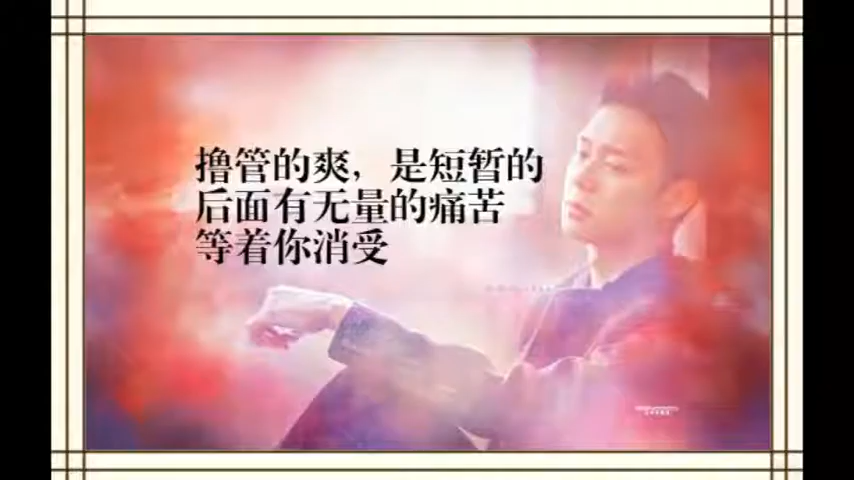 撸管的爽，是短暂的
后面有无量的痛苦
等着你消受